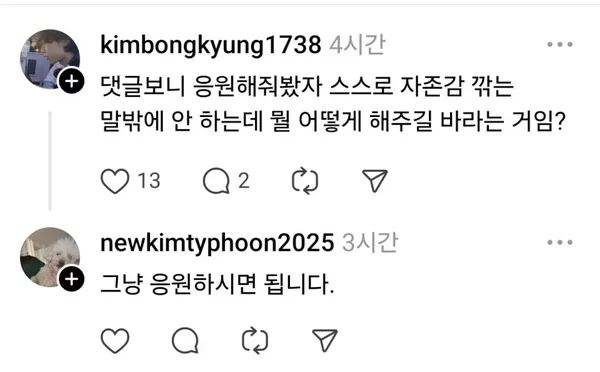 kimbongkyung1738 4시간
댓글보니 응원해줘봤자 스스로 자존감 깎는
말밖에 안 하는데 뭘 어떻게 해주길 바라는 거임?
13 2
newkimtyphoon2025 3시간
그냥 응원하시면 됩니다.